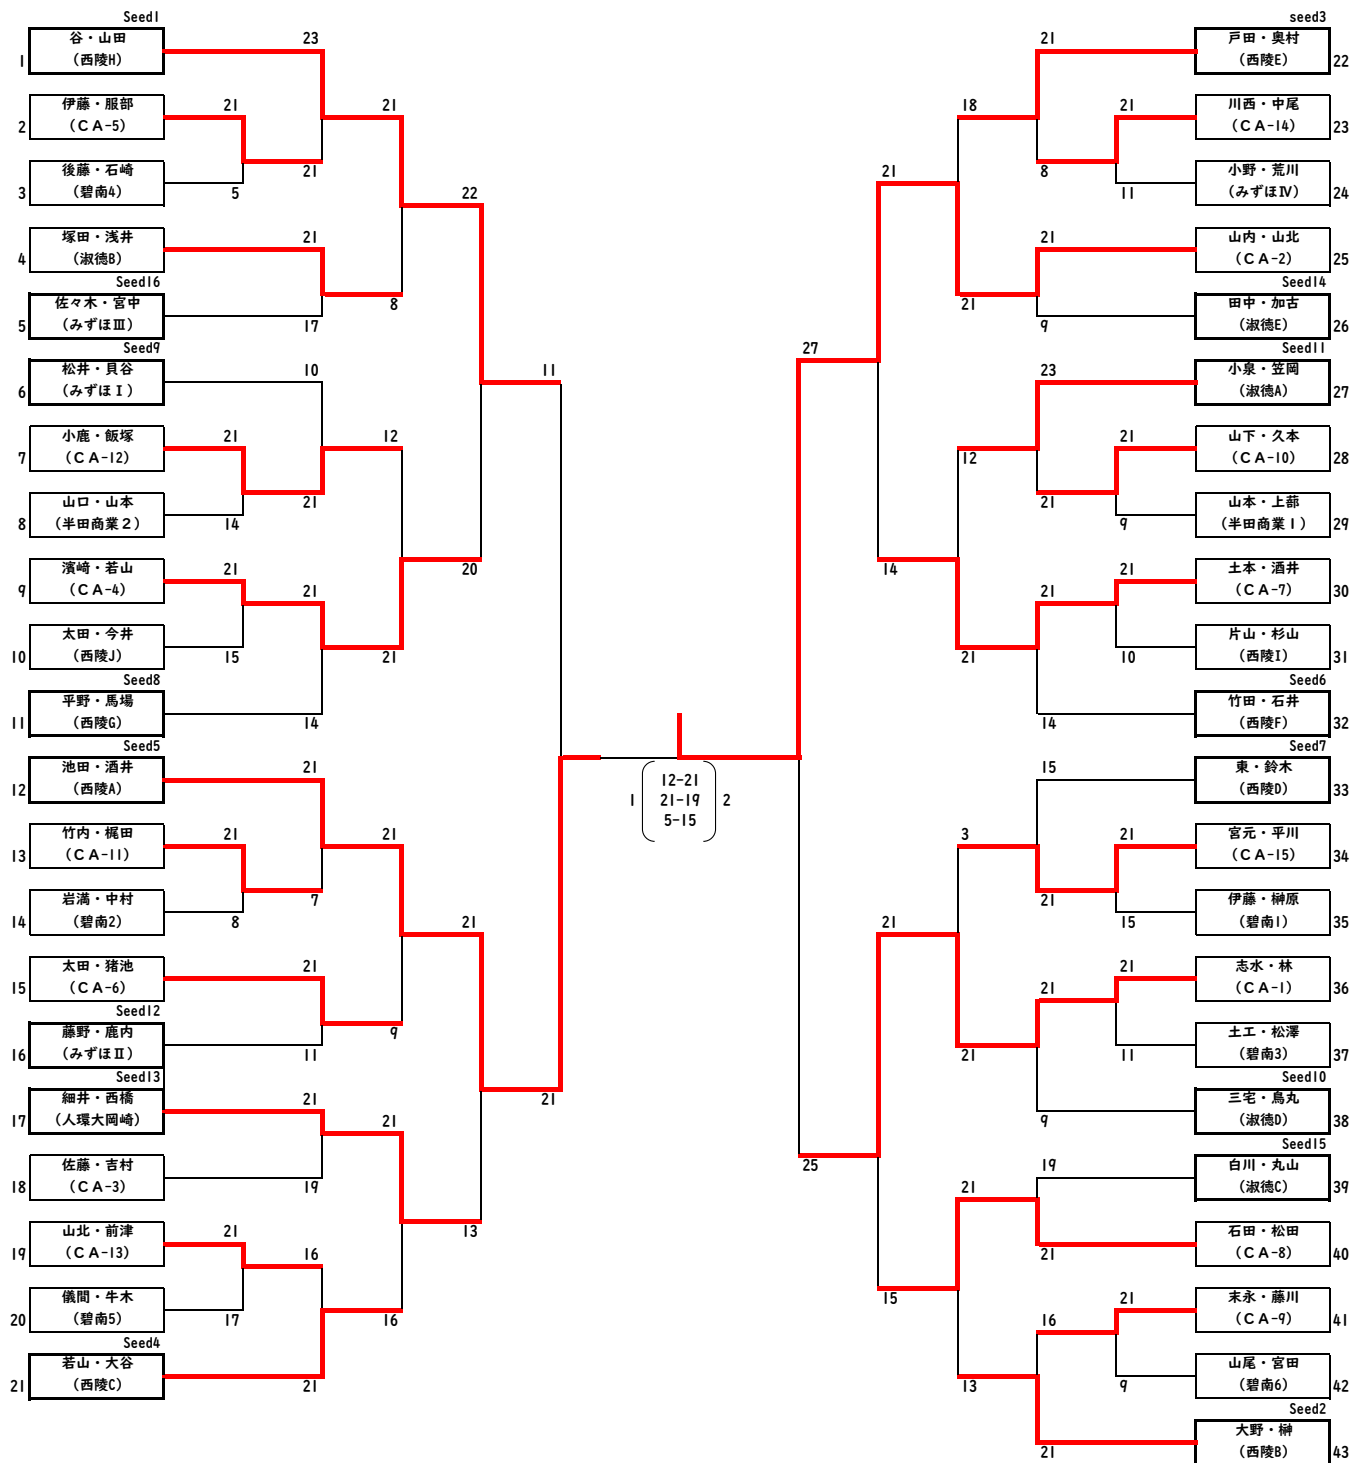 Seed1
谷・山田
(西陵H)
1
23
伊藤・服部
(CA-5)
2
21
21
後藤・石崎
(碧南4)
3
5
21
22
塚田・浅井
(淑徳B)
4
21
Seed16
佐々木・宮中
(みずほⅢ)
5
17
8
Seed9
松井・貝谷
(みずほⅠ)
6
10
11
小鹿・飯塚
(CA-12)
7
21
12
山口・山本
(半田商業2)
8
14
21
濱﨑・若山
(CA-4)
9
21
21
20
太田・今井
(西陵J)
10
15
21
Seed8
平野・馬場
(西陵G)
11
14
Seed5
池田・酒井
(西陵A)
12
21
竹内・梶田
(CA-11)
13
21
21
岩満・中村
(碧南2)
14
8
7
21
太田・猪池
(CA-6)
15
21
Seed12
藤野・鹿内
(みずほⅡ)
16
11
9
Seed13
細井・西橋
(人環大岡崎)
17
21
21
21
佐藤・吉村
(CA-3)
18
19
山北・前津
(CA-13)
19
21
16
13
儀間・牛木
(碧南5)
20
17
16
Seed4
若山・大谷
(西陵C)
21
21
12-21
1
21-19
2
5-15
seed3
戸田・奥村
(西陵E)
22
21
川西・中尾
(CA-14)
23
21
18
小野・荒川
(みずほⅣ)
24
11
8
21
山内・山北
(CA-2)
25
21
Seed14
田中・加古
(淑徳E)
26
9
21
27
Seed11
小泉・笠岡
(淑徳A)
27
23
山下・久本
(CA-10)
28
21
12
山本・上蔀
(半田商業1)
29
9
21
土本・酒井
(CA-7)
30
21
21
14
片山・杉山
(西陵I)
31
10
21
Seed6
竹田・石井
(西陵F)
32
14
Seed7
東・鈴木
(西陵D)
33
15
宮元・平川
(CA-15)
34
21
3
伊藤・榊原
(碧南1)
35
15
21
21
志水・林
(CA-1)
36
21
21
土工・松澤
(碧南3)
37
11
21
Seed10
三宅・烏丸
(淑徳D)
38
9
25
Seed15
白川・丸山
(淑徳C)
39
19
21
石田・松田
(CA-8)
40
21
末永・藤川
(CA-9)
41
21
16
15
山尾・宮田
(碧南6)
42
9
13
Seed2
大野・榊
(西陵B)
43
21